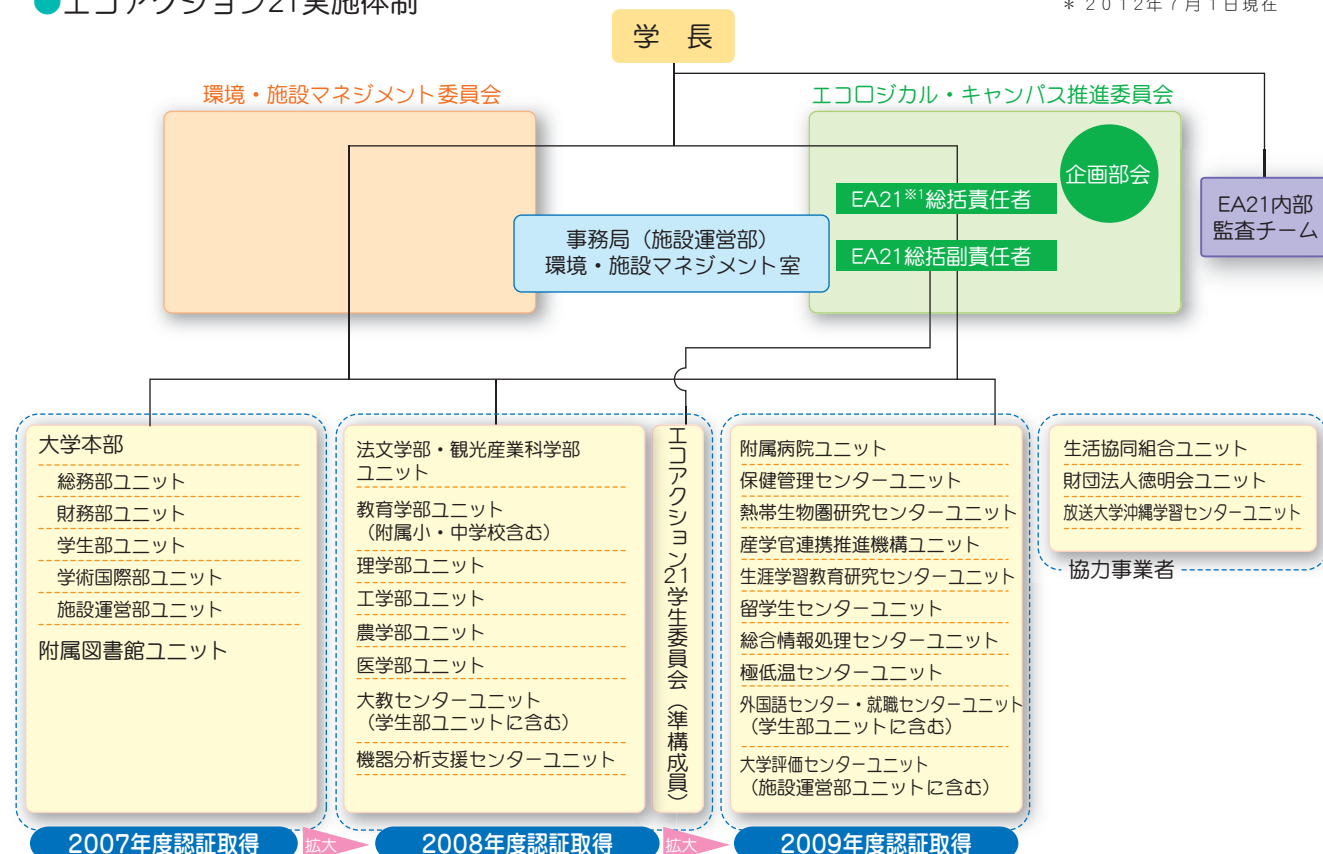 ●エコアクション21実施体制
＊２０１２年７月１日現在
学　長
環境・施設マネジメント委員会
エコロジカル・キャンパス推進委員会
企画部会
EA21※1総括責任者
EA21総括副責任者
事務局（施設運営部）
環境・施設マネジメント室
EA21内部
監査チーム
大学本部
総務部ユニット
財務部ユニット
学生部ユニット
学術国際部ユニット
施設運営部ユニット
附属図書館ユニット
法文学部・観光産業科学部
ユニット
教育学部ユニット
（附属小・中学校含む）
理学部ユニット
工学部ユニット
農学部ユニット
医学部ユニット
大教センターユニット
（学生部ユニットに含む）
機器分析支援センターユニット
エコアクション21学生委員会（準構成員）
附属病院ユニット
保健管理センターユニット
熱帯生物圏研究センターユニット
産学官連携推進機構ユニット
生涯学習教育研究センターユニット
留学生センターユニット
総合情報処理センターユニット
極低温センターユニット
外国語センター・就職センターユニット
（学生部ユニットに含む）
大学評価センターユニット
（施設運営部ユニットに含む）
生活協同組合ユニット
財団法人徳明会ユニット
放送大学沖縄学習センターユニット
協力事業者
2007年度認証取得
拡大
2008年度認証取得
拡大
2009年度認証取得